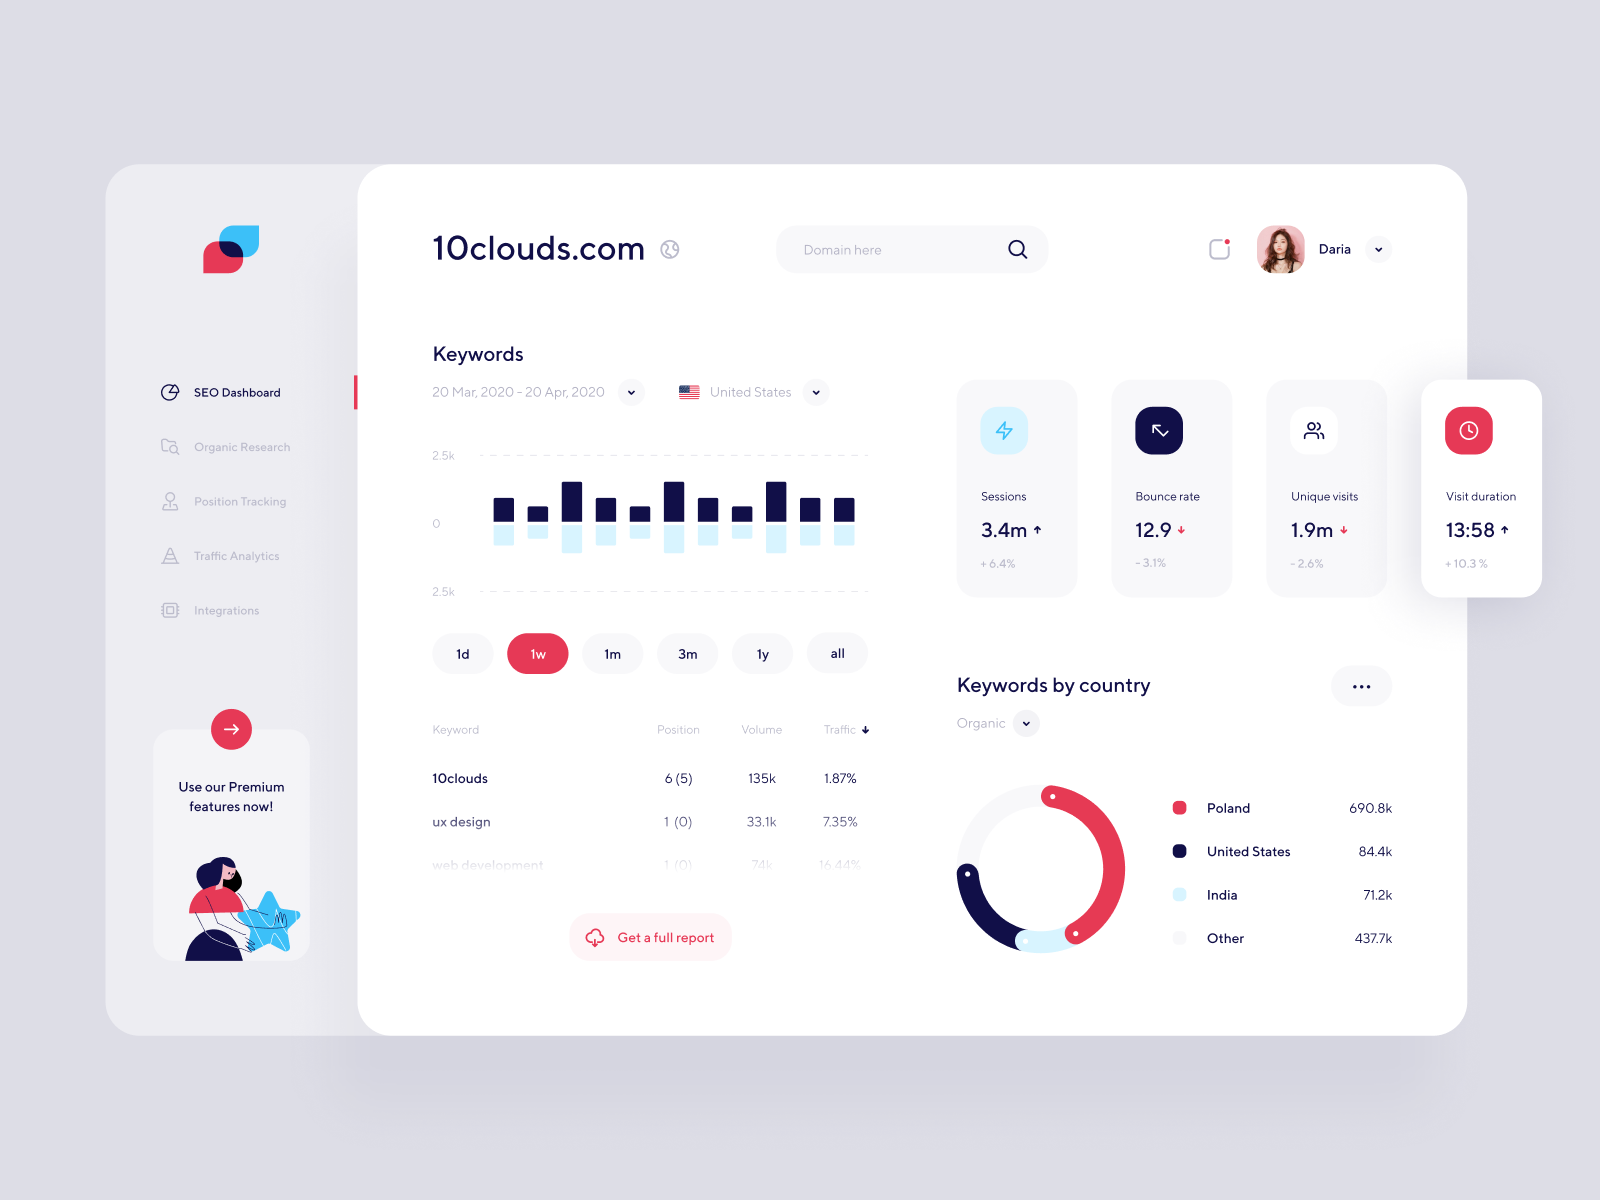 10clouds.com
Domain here
Daria
SEO Dashboard
Organic Research
Position Tracking
Traffic Analytics
Integrations
Use our Premium
features now!
Keywords
20 Mar, 2020 - 20 Apr, 2020
United States
2.5k
0
2.5k
1d
1w
1m
3m
1y
all
Keyword Position Volume Traffic
10clouds 6 (5) 135k 1.87%
ux design 1 (0) 33.1k 7.35%
web development 1 (0) 74k 16.44%
Get a full report
Sessions
3.4m
+ 6.4%
Bounce rate
12.9
- 3.1%
Unique visits
1.9m
- 2.6%
Visit duration
13:58
+ 10.3 %
Keywords by country
Organic
Poland 690.8k
United States 84.4k
India 71.2k
Other 437.7k